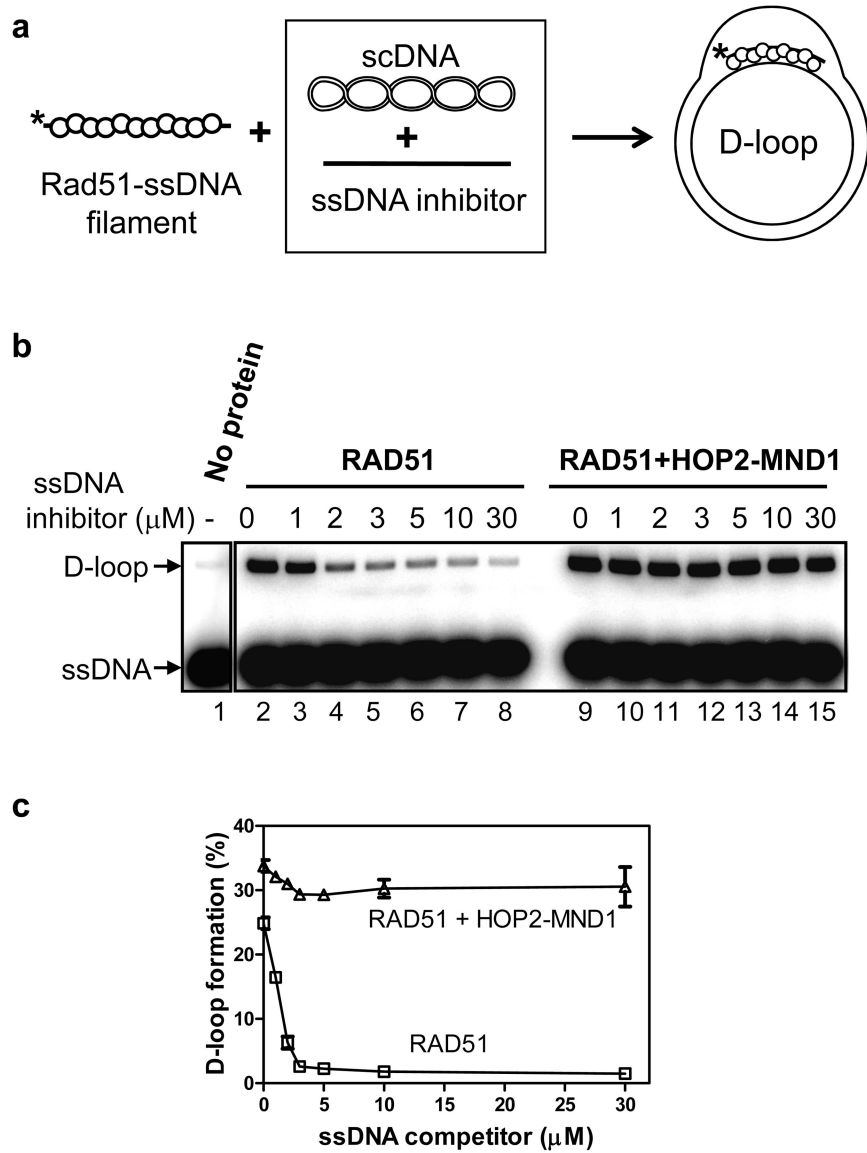 a
scDNA
+
+
*
*
ssDNA inhibitor
Rad51-ssDNA
filament
D-loop
b
No protein
RAD51
RAD51+HOP2-MND1
ssDNA
inhibitor (μM) - 0 1 2 3 5 10 30 0 1 2 3 5 10 30
D-loop
ssDNA
1 2 3 4 5 6 7 8 9 10 11 12 13 14 15
c
D-loop formation (%)
40
30
20
10
0
RAD51 + HOP2-MND1
RAD51
0 5 10 15 20 25 30
ssDNA competitor (μM)